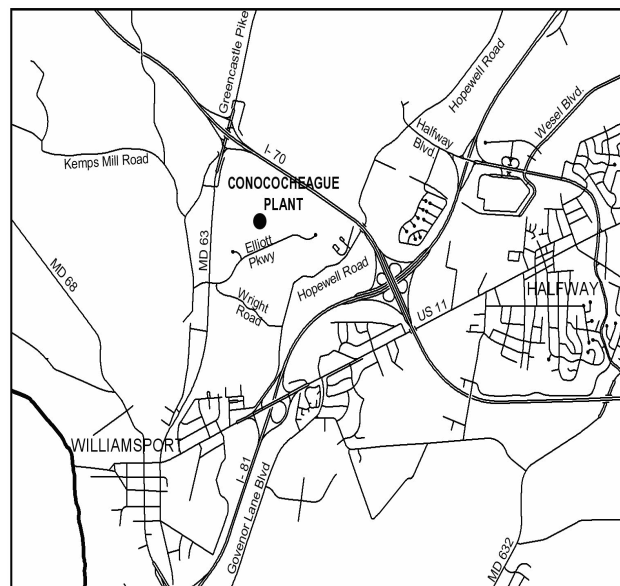 Greencastle Pike
Hopewell Road
Wesel Blvd.
Halfway
Blvd.
I- 70
Kemps Mill Road
CONOCOCHEAGUE
PLANT
MD 63
Elliott
Pkwy
MD 68
Hopewell Road
Wright
Road
HALFWAY
US 11
WILLIAMSPORT
I- 81
Govenor Lane Blvd
MD 632